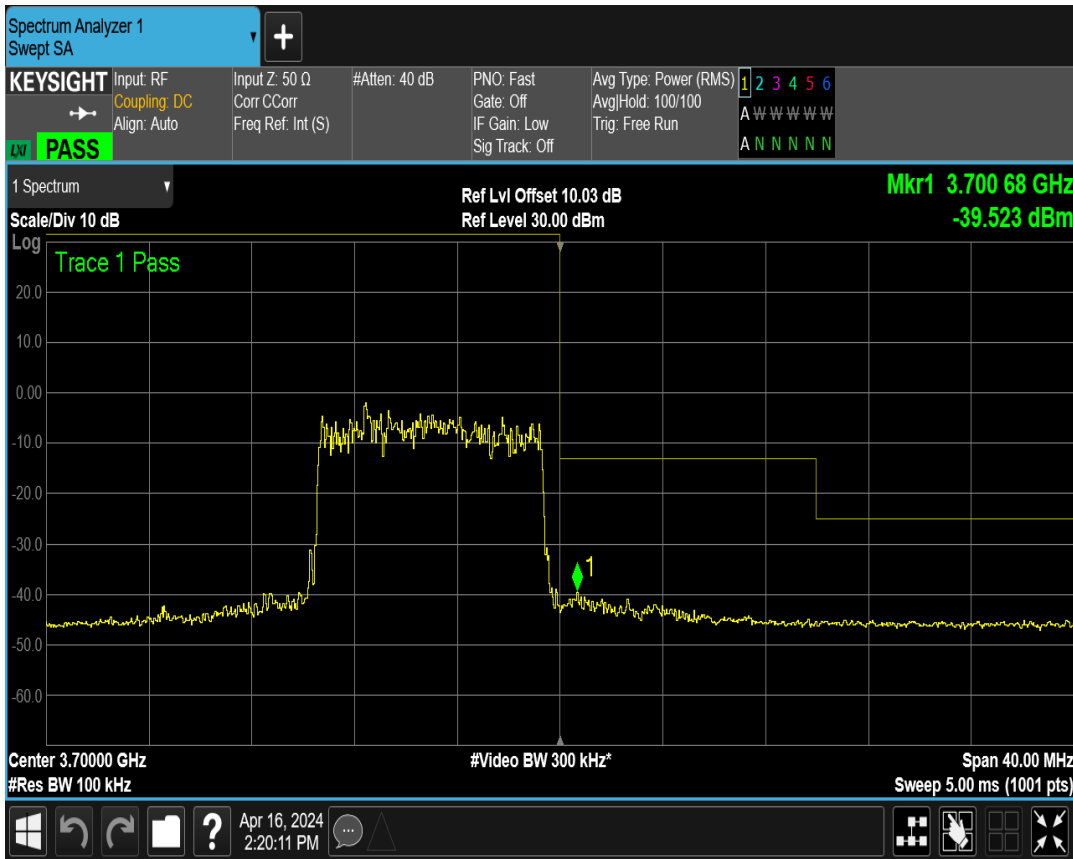 Spectrum Analyzer 1
Swept SA
+
KEYSIGHT
LXI PASS
Input: RF
Coupling: DC
Align: Auto
Input Z: 50 Ω
Corr CCorr
Freq Ref: Int (S)
#Atten: 40 dB
PNO: Fast
Gate: Off
IF Gain: Low
Sig Track: Off
Avg Type: Power (RMS)
Avg|Hold: 100/100
Trig: Free Run
1 2 3 4 5 6
A W W W W W
A N N N N N
1 Spectrum
Scale/Div 10 dB
Ref Lvl Offset 10.03 dB
Ref Level 30.00 dBm
Mkr1 3.700 68 GHz
-39.523 dBm
Log
Trace 1 Pass
20.0
10.0
0.00
-10.0
-20.0
-30.0
1
-40.0
-50.0
-60.0
Center 3.70000 GHz
#Res BW 100 kHz
#Video BW 300 kHz*
Span 40.00 MHz
Sweep 5.00 ms (1001 pts)
?
Apr 16, 2024
2:20:11 PM